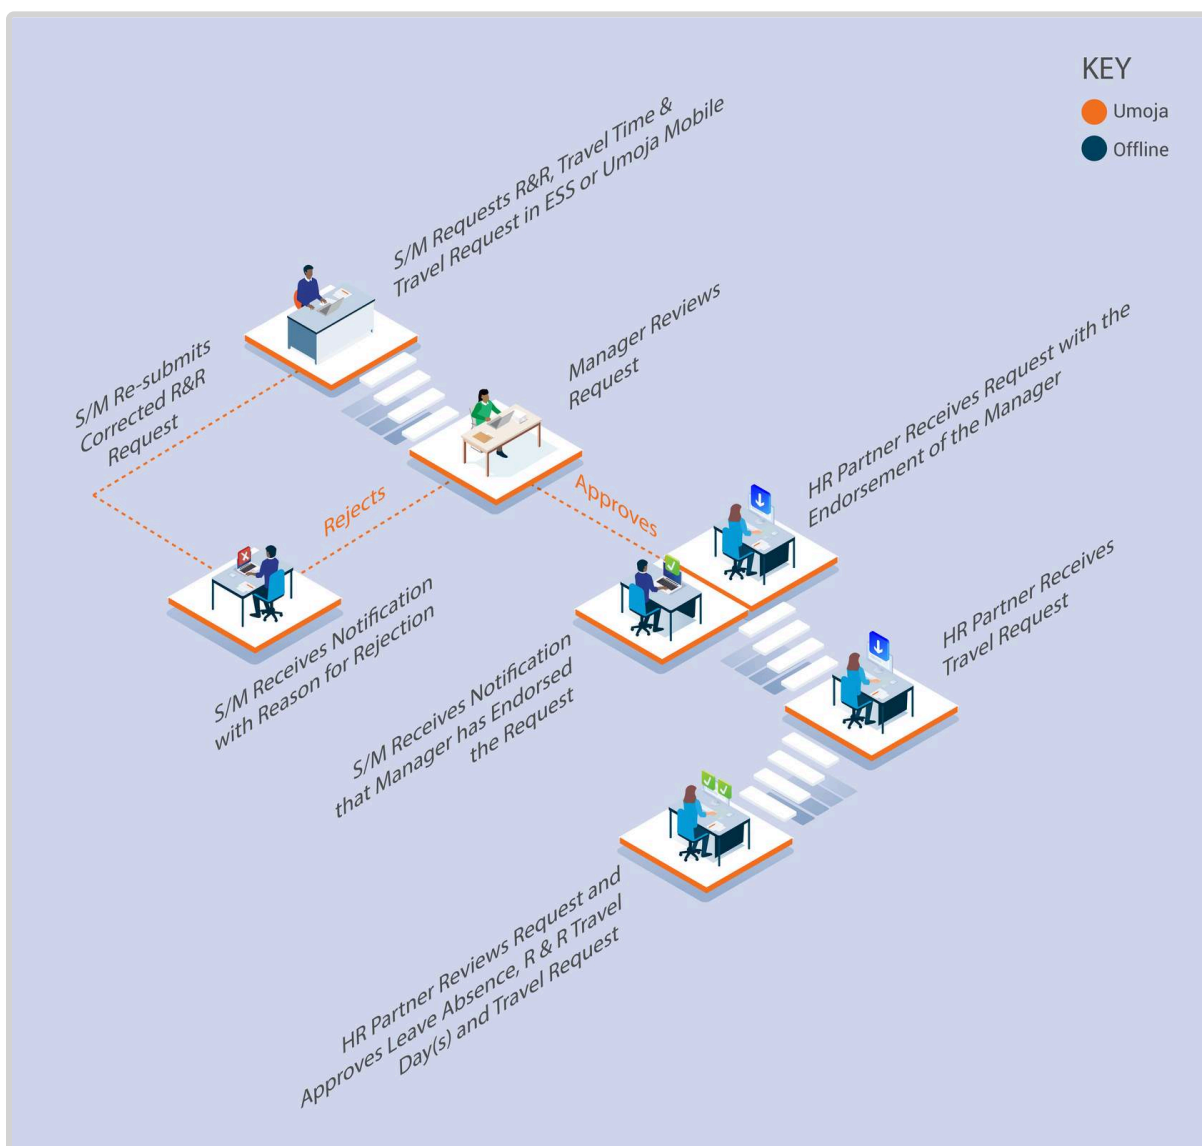 KEY
Umoja
Offline
S/M Requests R&R, Travel Time &
Travel Request in ESS or Umoja Mobile
Manager Reviews
Request
S/M Re-submits
Corrected R&R
Request
Rejects
Approves
HR Partner Receives Request with the
Endorsement of the Manager
S/M Receives Notification
with Reason for Rejection
S/M Receives Notification
that Manager has Endorsed
the Request
HR Partner Receives
Travel Request
HR Partner Reviews Request and
Approves Leave Absence, R & R Travel
Day(s) and Travel Request